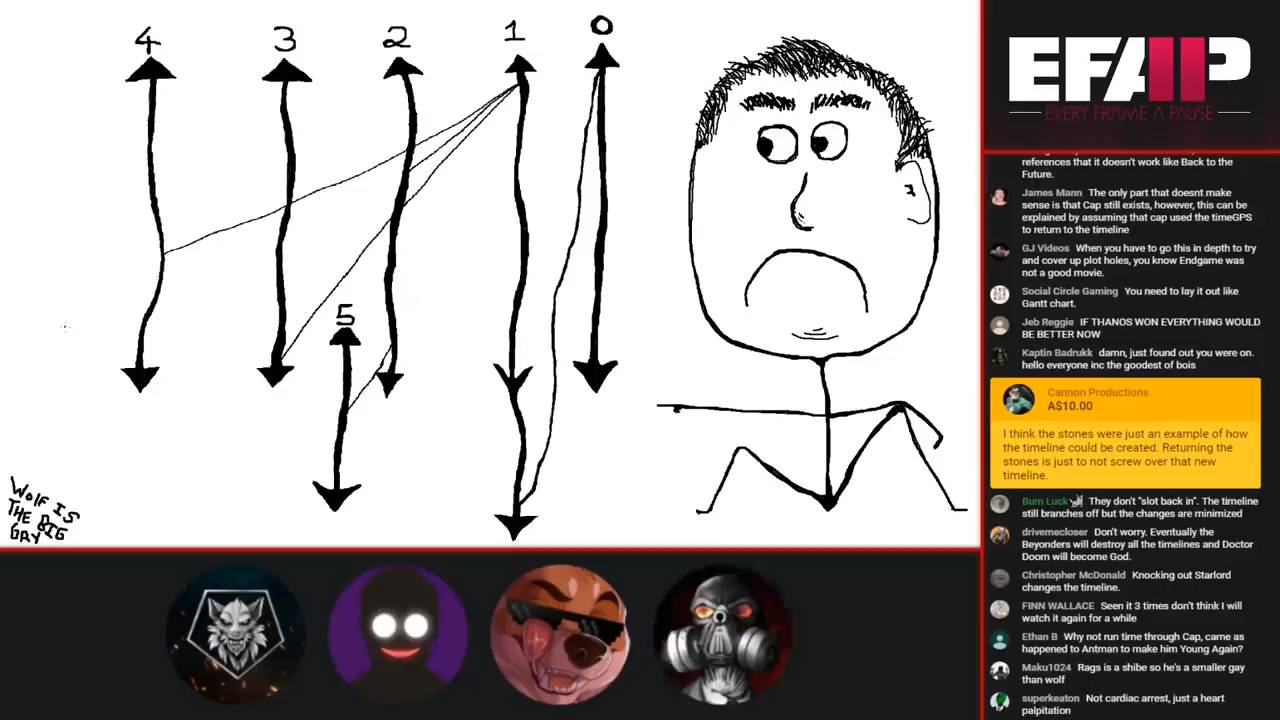 4 3 2 1 0
5
WOLF IS
THE BIG
GAY
EFAP
EVERY FRAME A PAUSE
references that it doesn't work like Back to the
Future.
James Mann The only part that doesnt make
sense is that Cap still exists, however, this can be
explained by assuming that cap used the timeGPS
to return to the timeline
GJ Videos When you have to go this in depth to try
and cover up plot holes, you know Endgame was
not a good movie.
Social Circle Gaming You need to lay it out like
Gantt chart.
Jeb Reggie IF THANOS WON EVERYTHING WOULD
BE BETTER NOW
Kaptin Badrukk damn, just found out you were on.
hello everyone inc the goodest of bois
Cannon Productions
A$10.00
I think the stones were just an example of how
the timeline could be created. Returning the
stones is just to not screw over that new
timeline.
Bum Luck They don't "slot back in". The timeline
still branches off but the changes are minimized
drivemecloser Don't worry. Eventually the
Beyonders will destroy all the timelines and Doctor
Doom will become God.
Christopher McDonald Knocking out Starlord
changes the timeline.
FINN WALLACE Seen it 3 times don't think I will
watch it again for a while
Ethan B Why not run time through Cap, came as
happened to Antman to make him Young Again?
Maku1024 Rags is a shibe so he's a smaller gay
than wolf
superkeaton Not cardiac arrest, just a heart
palpitation